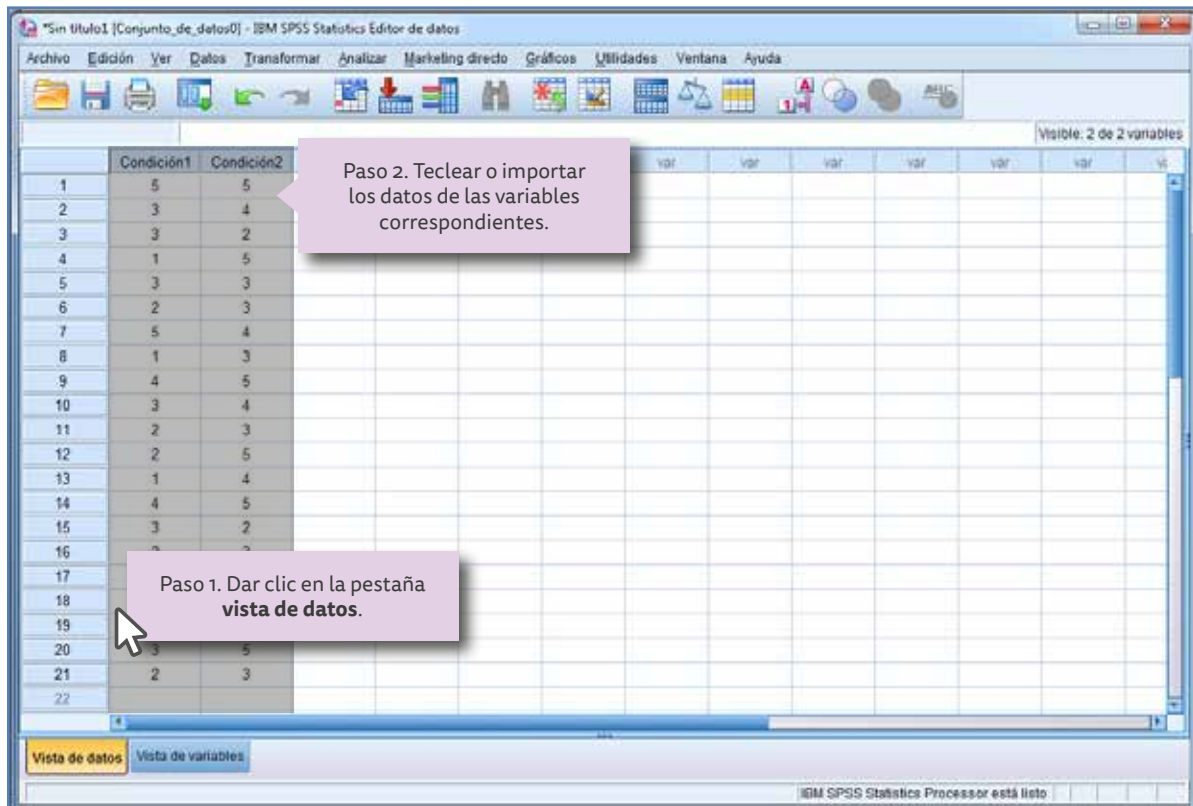 *Sin título1 [Conjunto_de_datos0] - IBM SPSS Statistics Editor de datos
Archivo Edición Ver Datos Transformar Analizar Marketing directo Gráficos Utilidades Ventana Ayuda
Visible: 2 de 2 variables
Condición1 Condición2 var var var var var var
Paso 2. Teclear o importar
los datos de las variables
correspondientes.
1 5 5
2 3 4
3 3 2
4 1 5
5 3 3
6 2 3
7 5 4
8 1 3
9 4 5
10 3 4
11 2 3
12 2 5
13 1 4
14 4 5
15 3 2
16
17
18
19
Paso 1. Dar clic en la pestaña
vista de datos.
20 3 5
21 2 3
22
Vista de datos Vista de variables
IBM SPSS Statistics Processor está listo